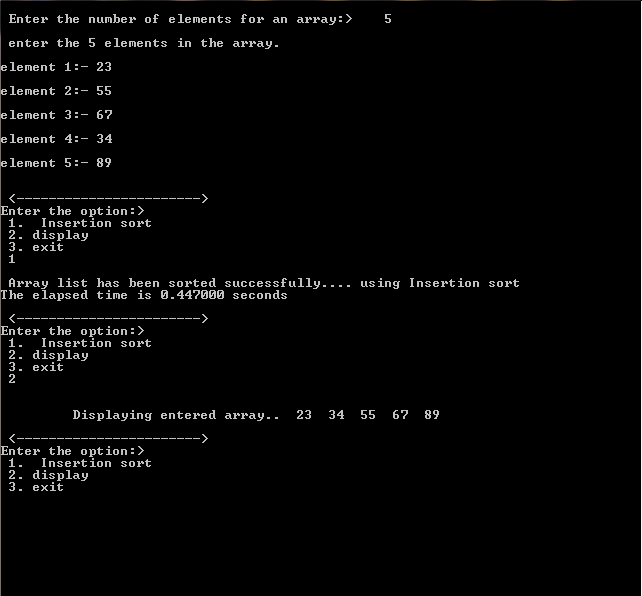 Enter the number of elements for an array:>    5
enter the 5 elements in the array.
element 1:- 23
element 2:- 55
element 3:- 67
element 4:- 34
element 5:- 89
<----------------------->
Enter the option:>
1.  Insertion sort
2. display
3. exit
1
Array list has been sorted successfully.... using Insertion sort
The elapsed time is 0.447000 seconds
<----------------------->
Enter the option:>
1.  Insertion sort
2. display
3. exit
2
Displaying entered array..  23  34  55  67  89
<----------------------->
Enter the option:>
1.  Insertion sort
2. display
3. exit